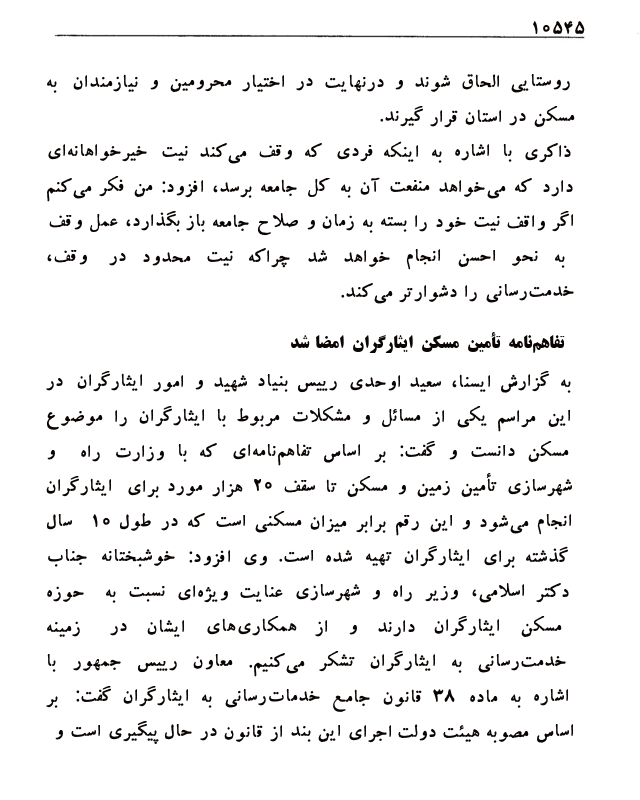 ۱۰۵۴۵
روستایی الحاق شوند و درنهایت در اختیار محرومین و نیازمندان به
مسکن در استان قرار گیرند.
ذاکری با اشاره به اینکه فردی که وقف می‌کند نیت خیرخواهانه‌ای
دارد که می‌خواهد منفعت آن به کل جامعه برسد، افزود: من فکر می‌کنم
اگر واقف نیت خود را بسته به زمان و صلاح جامعه باز بگذارد، عمل وقف
به نحو احسن انجام خواهد شد چراکه نیت محدود در وقف،
خدمت‌رسانی را دشوارتر می‌کند.
تفاهم‌نامه تأمین مسکن ایثارگران امضا شد
به گزارش ایسنا، سعید اوحدی رییس بنیاد شهید و امور ایثارگران در
این مراسم یکی از مسائل و مشکلات مربوط با ایثارگران را موضوع
مسکن دانست و گفت: بر اساس تفاهم‌نامه‌ای که با وزارت راه و
شهرسازی تأمین زمین و مسکن تا سقف ۲۰ هزار مورد برای ایثارگران
انجام می‌شود و این رقم برابر میزان مسکنی است که در طول ۱۰ سال
گذشته برای ایثارگران تهیه شده است. وی افزود: خوشبختانه جناب
دکتر اسلامی، وزیر راه و شهرسازی عنایت ویژه‌ای نسبت به حوزه
مسکن ایثارگران دارند و از همکاری‌های ایشان در زمینه
خدمت‌رسانی به ایثارگران تشکر می‌کنیم. معاون رییس جمهور با
اشاره به ماده ۳۸ قانون جامع خدمات‌رسانی به ایثارگران گفت: بر
اساس مصوبه هیئت دولت اجرای این بند از قانون در حال پیگیری است و